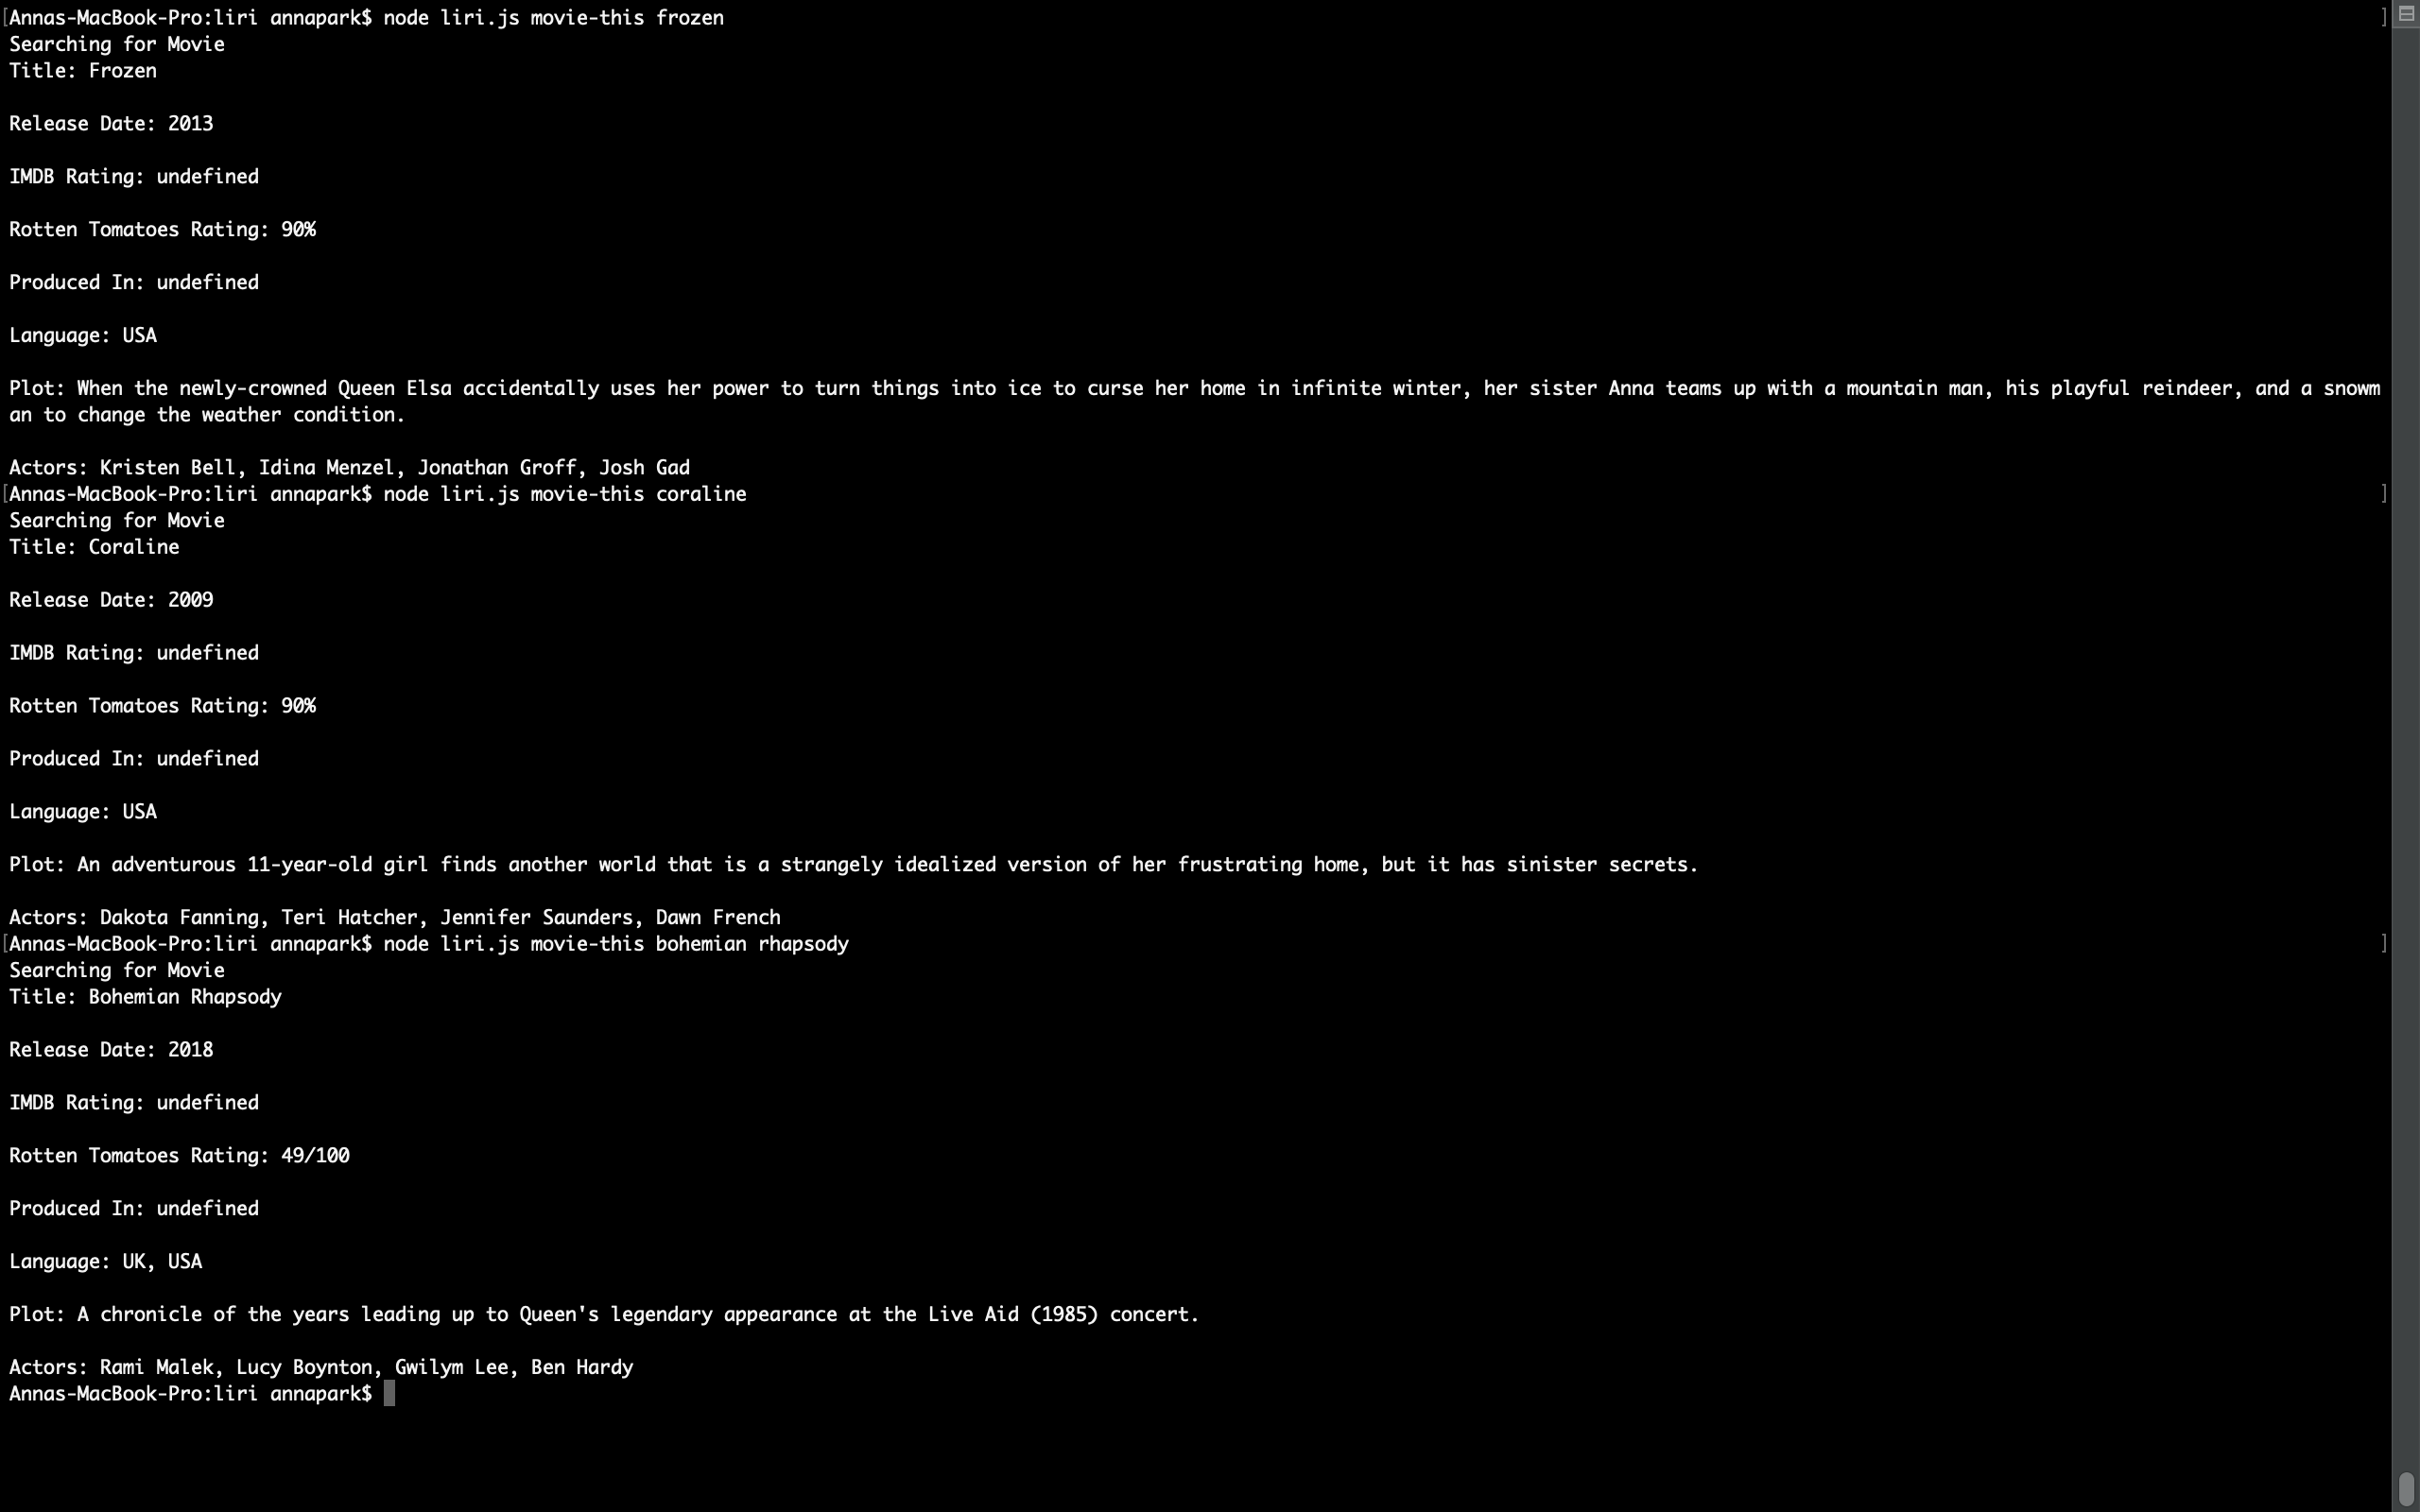 [Annas-MacBook-Pro:liri annapark$ node liri.js movie-this frozen ]
Searching for Movie
Title: Frozen
Release Date: 2013
IMDB Rating: undefined
Rotten Tomatoes Rating: 90%
Produced In: undefined
Language: USA
Plot: When the newly-crowned Queen Elsa accidentally uses her power to turn things into ice to curse her home in infinite winter, her sister Anna teams up with a mountain man, his playful reindeer, and a snowm
an to change the weather condition.
Actors: Kristen Bell, Idina Menzel, Jonathan Groff, Josh Gad
[Annas-MacBook-Pro:liri annapark$ node liri.js movie-this coraline ]
Searching for Movie
Title: Coraline
Release Date: 2009
IMDB Rating: undefined
Rotten Tomatoes Rating: 90%
Produced In: undefined
Language: USA
Plot: An adventurous 11-year-old girl finds another world that is a strangely idealized version of her frustrating home, but it has sinister secrets.
Actors: Dakota Fanning, Teri Hatcher, Jennifer Saunders, Dawn French
[Annas-MacBook-Pro:liri annapark$ node liri.js movie-this bohemian rhapsody ]
Searching for Movie
Title: Bohemian Rhapsody
Release Date: 2018
IMDB Rating: undefined
Rotten Tomatoes Rating: 49/100
Produced In: undefined
Language: UK, USA
Plot: A chronicle of the years leading up to Queen's legendary appearance at the Live Aid (1985) concert.
Actors: Rami Malek, Lucy Boynton, Gwilym Lee, Ben Hardy
Annas-MacBook-Pro:liri annapark$